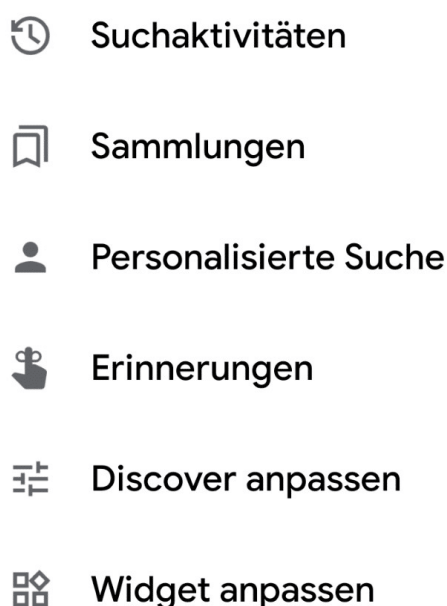 Suchaktivitäten
Sammlungen
Personalisierte Suche
Erinnerungen
Discover anpassen
Widget anpassen